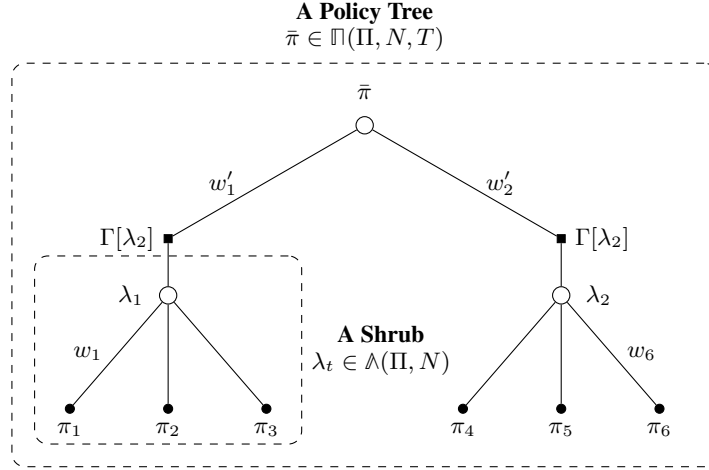 A Policy Tree
π̄ ∈ ℿ(Π, N, T)
π̄
w′₁ w′₂
Γ[λ₂] Γ[λ₂]
λ₁ λ₂
A Shrub
λₜ ∈ 𝔸(Π, N)
w₁ w₆
π₁ π₂ π₃ π₄ π₅ π₆